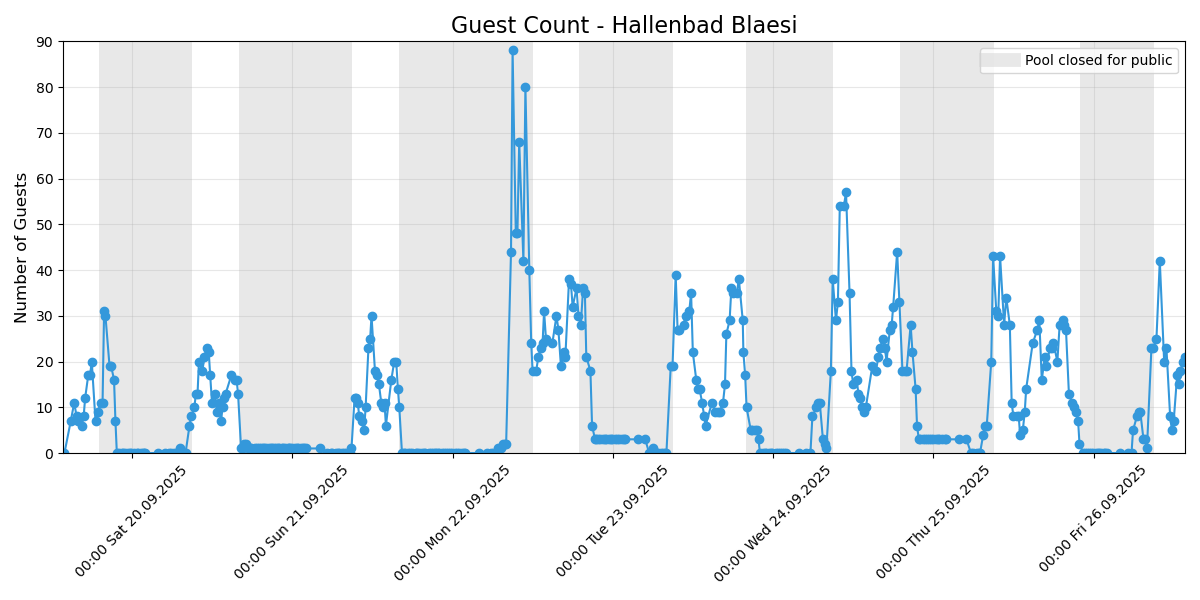 Guest Count - Hallenbad Blaesi
Pool closed for public
Number of Guests
90
80
70
60
50
40
30
20
10
0
00:00 Sat 20.09.2025
00:00 Sun 21.09.2025
00:00 Mon 22.09.2025
00:00 Tue 23.09.2025
00:00 Wed 24.09.2025
00:00 Thu 25.09.2025
00:00 Fri 26.09.2025